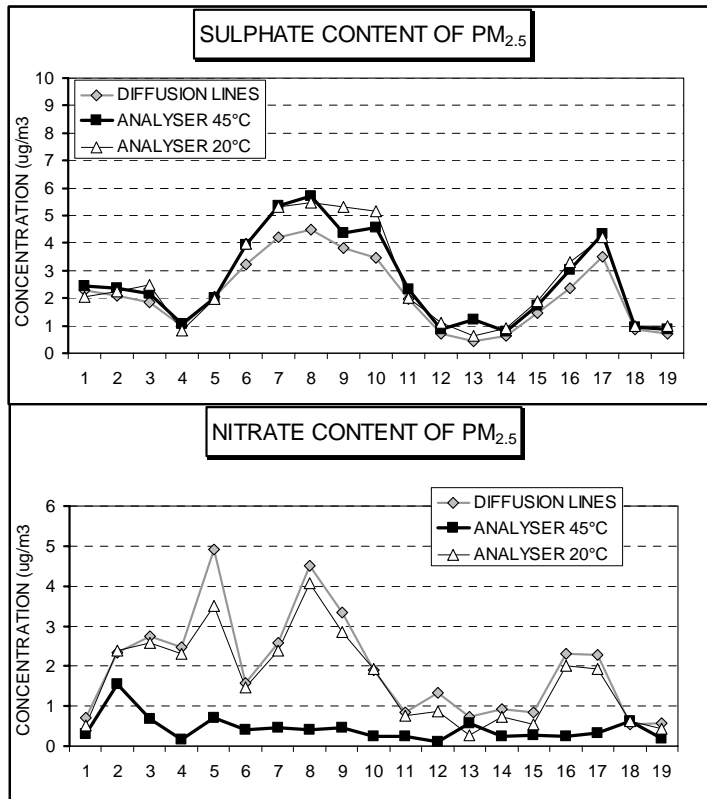 SULPHATE CONTENT OF PM2.5
10
9
8
7
6
5
4
3
2
1
0
CONCENTRATION (ug/m3
DIFFUSION LINES
ANALYSER 45°C
ANALYSER 20°C
1 2 3 4 5 6 7 8 9 10 11 12 13 14 15 16 17 18 19
NITRATE CONTENT OF PM2.5
6
5
4
3
2
1
0
CONCENTRATION (ug/m3
DIFFUSION LINES
ANALYSER 45°C
ANALYSER 20°C
1 2 3 4 5 6 7 8 9 10 11 12 13 14 15 16 17 18 19